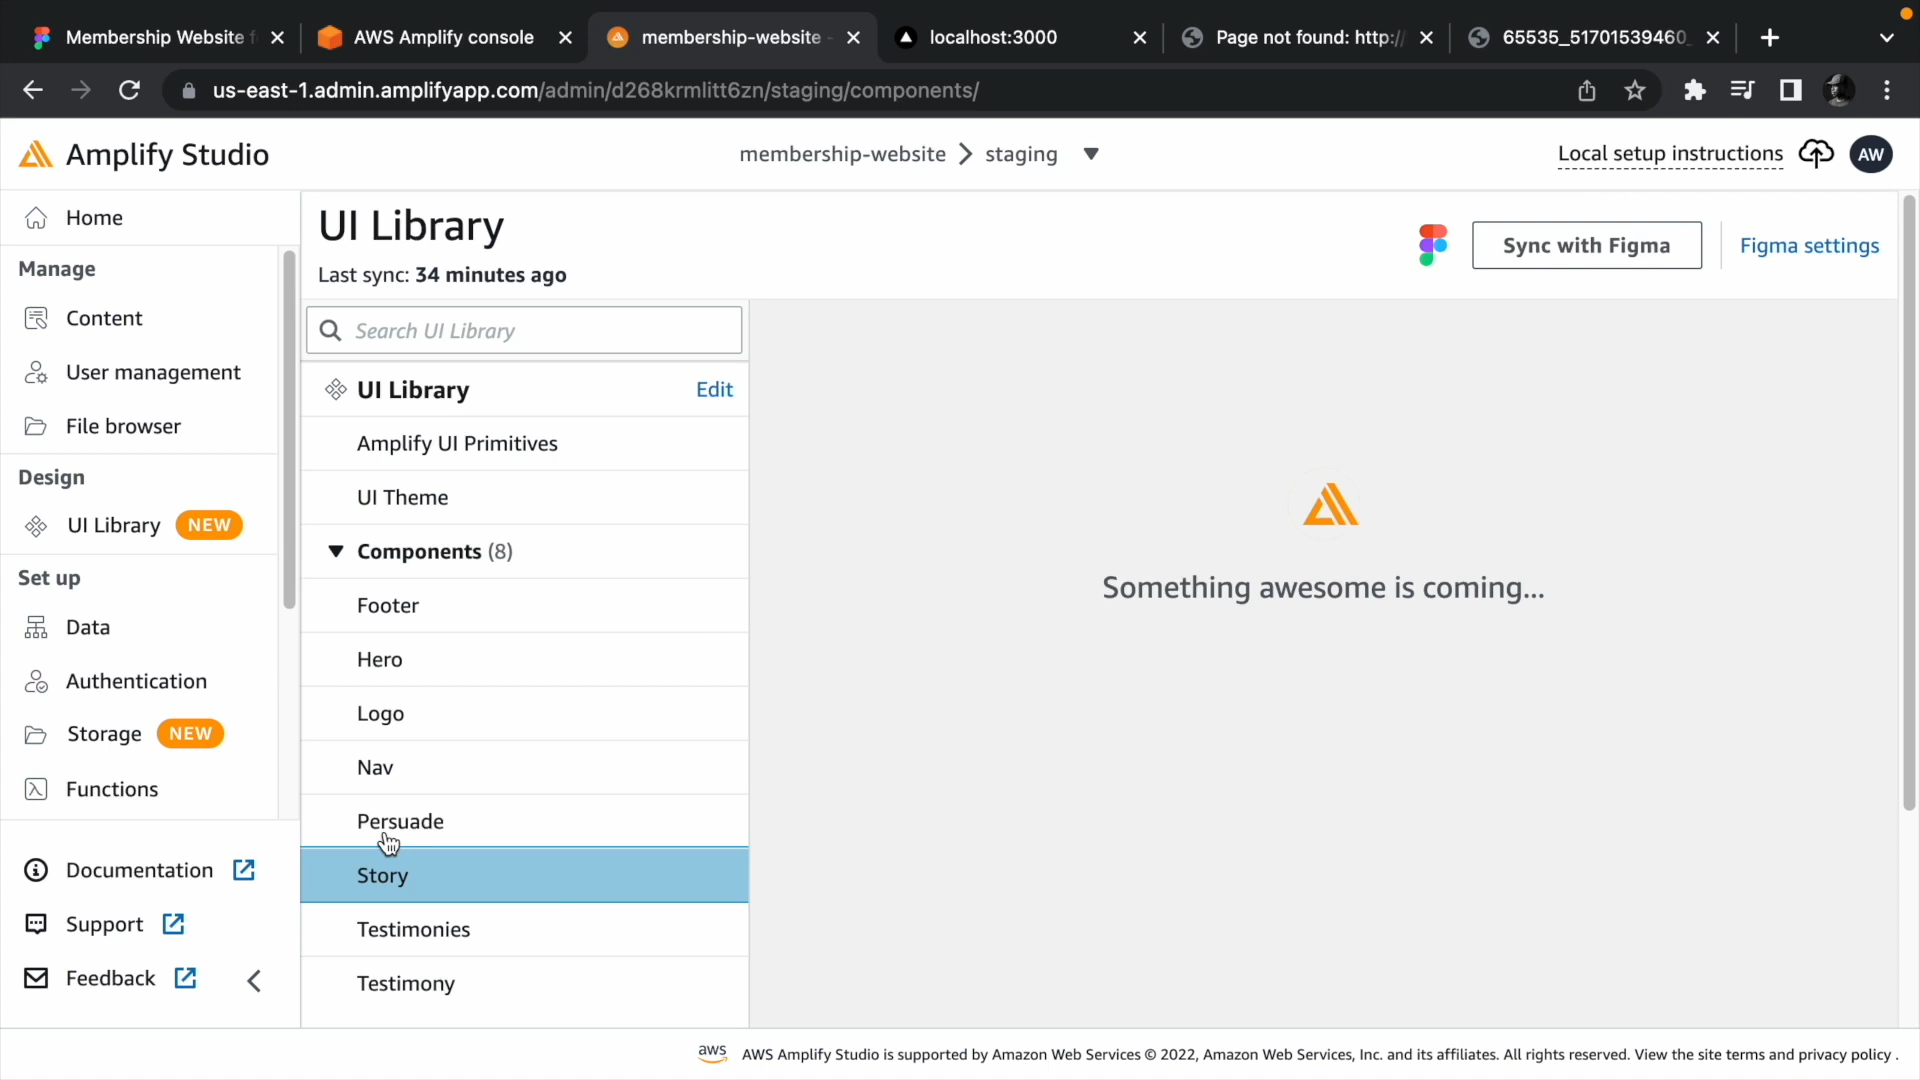 Membership Website f
AWS Amplify console
membership-website -
localhost:3000
Page not found: http:/
65535_51701539460_
us-east-1.admin.amplifyapp.com/admin/d268krmlitt6zn/staging/components/
Amplify Studio
membership-website
staging
Local setup instructions
AW
Home
Manage
Content
User management
File browser
Design
UI Library NEW
Set up
Data
Authentication
Storage NEW
Functions
Documentation
Support
Feedback
UI Library
Last sync: 34 minutes ago
Sync with Figma
Figma settings
Search UI Library
UI Library
Edit
Amplify UI Primitives
UI Theme
Components (8)
Footer
Hero
Logo
Nav
Persuade
Story
Testimonies
Testimony
Something awesome is coming...
aws
AWS Amplify Studio is supported by Amazon Web Services © 2022, Amazon Web Services, Inc. and its affiliates. All rights reserved. View the site terms and privacy policy .